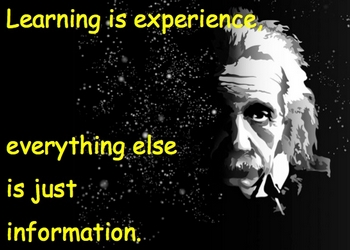 Learning is experience,
everything else
is just
information.